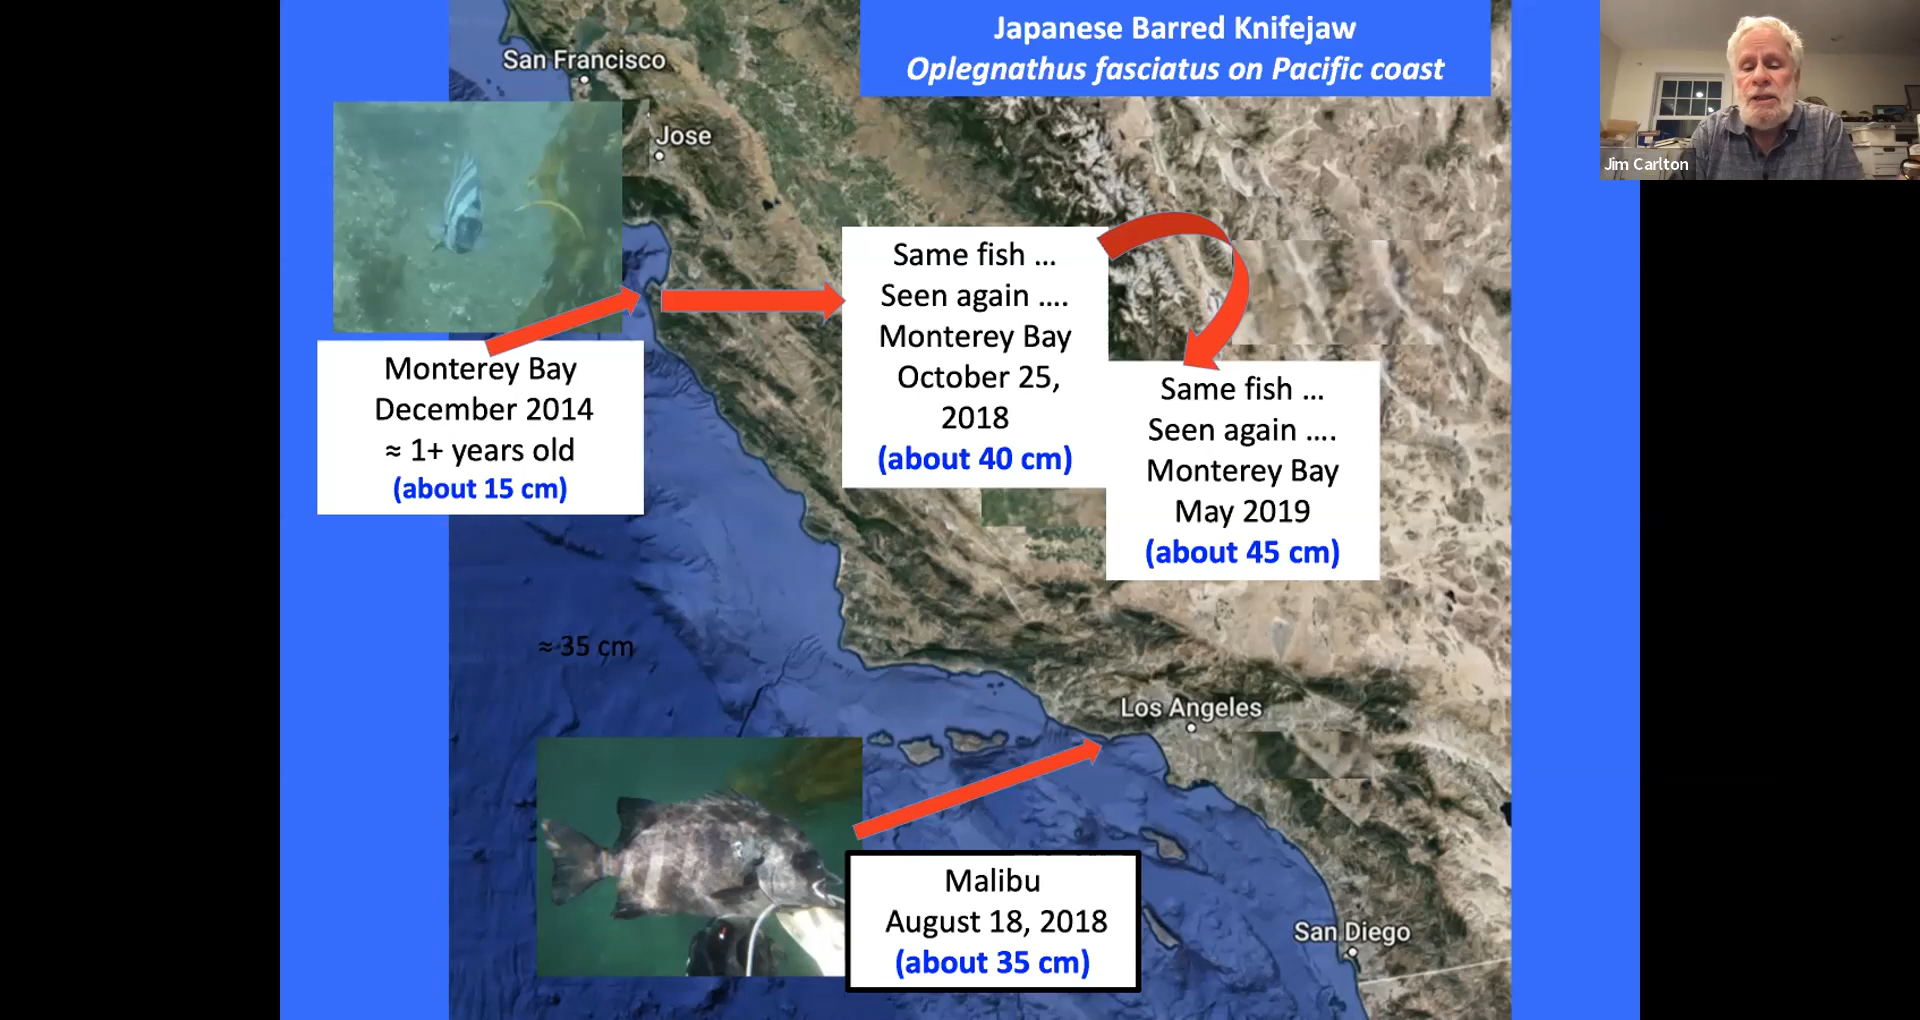 Japanese Barred Knifejaw
Oplegnathus fasciatus on Pacific coast
Jim Carlton
San Francisco
Jose
Monterey Bay
December 2014
≈ 1+ years old
(about 15 cm)
Same fish ...
Seen again ....
Monterey Bay
October 25,
2018
(about 40 cm)
Same fish ...
Seen again ....
Monterey Bay
May 2019
(about 45 cm)
≈ 35 cm
Los Angeles
Malibu
August 18, 2018
(about 35 cm)
San Diego